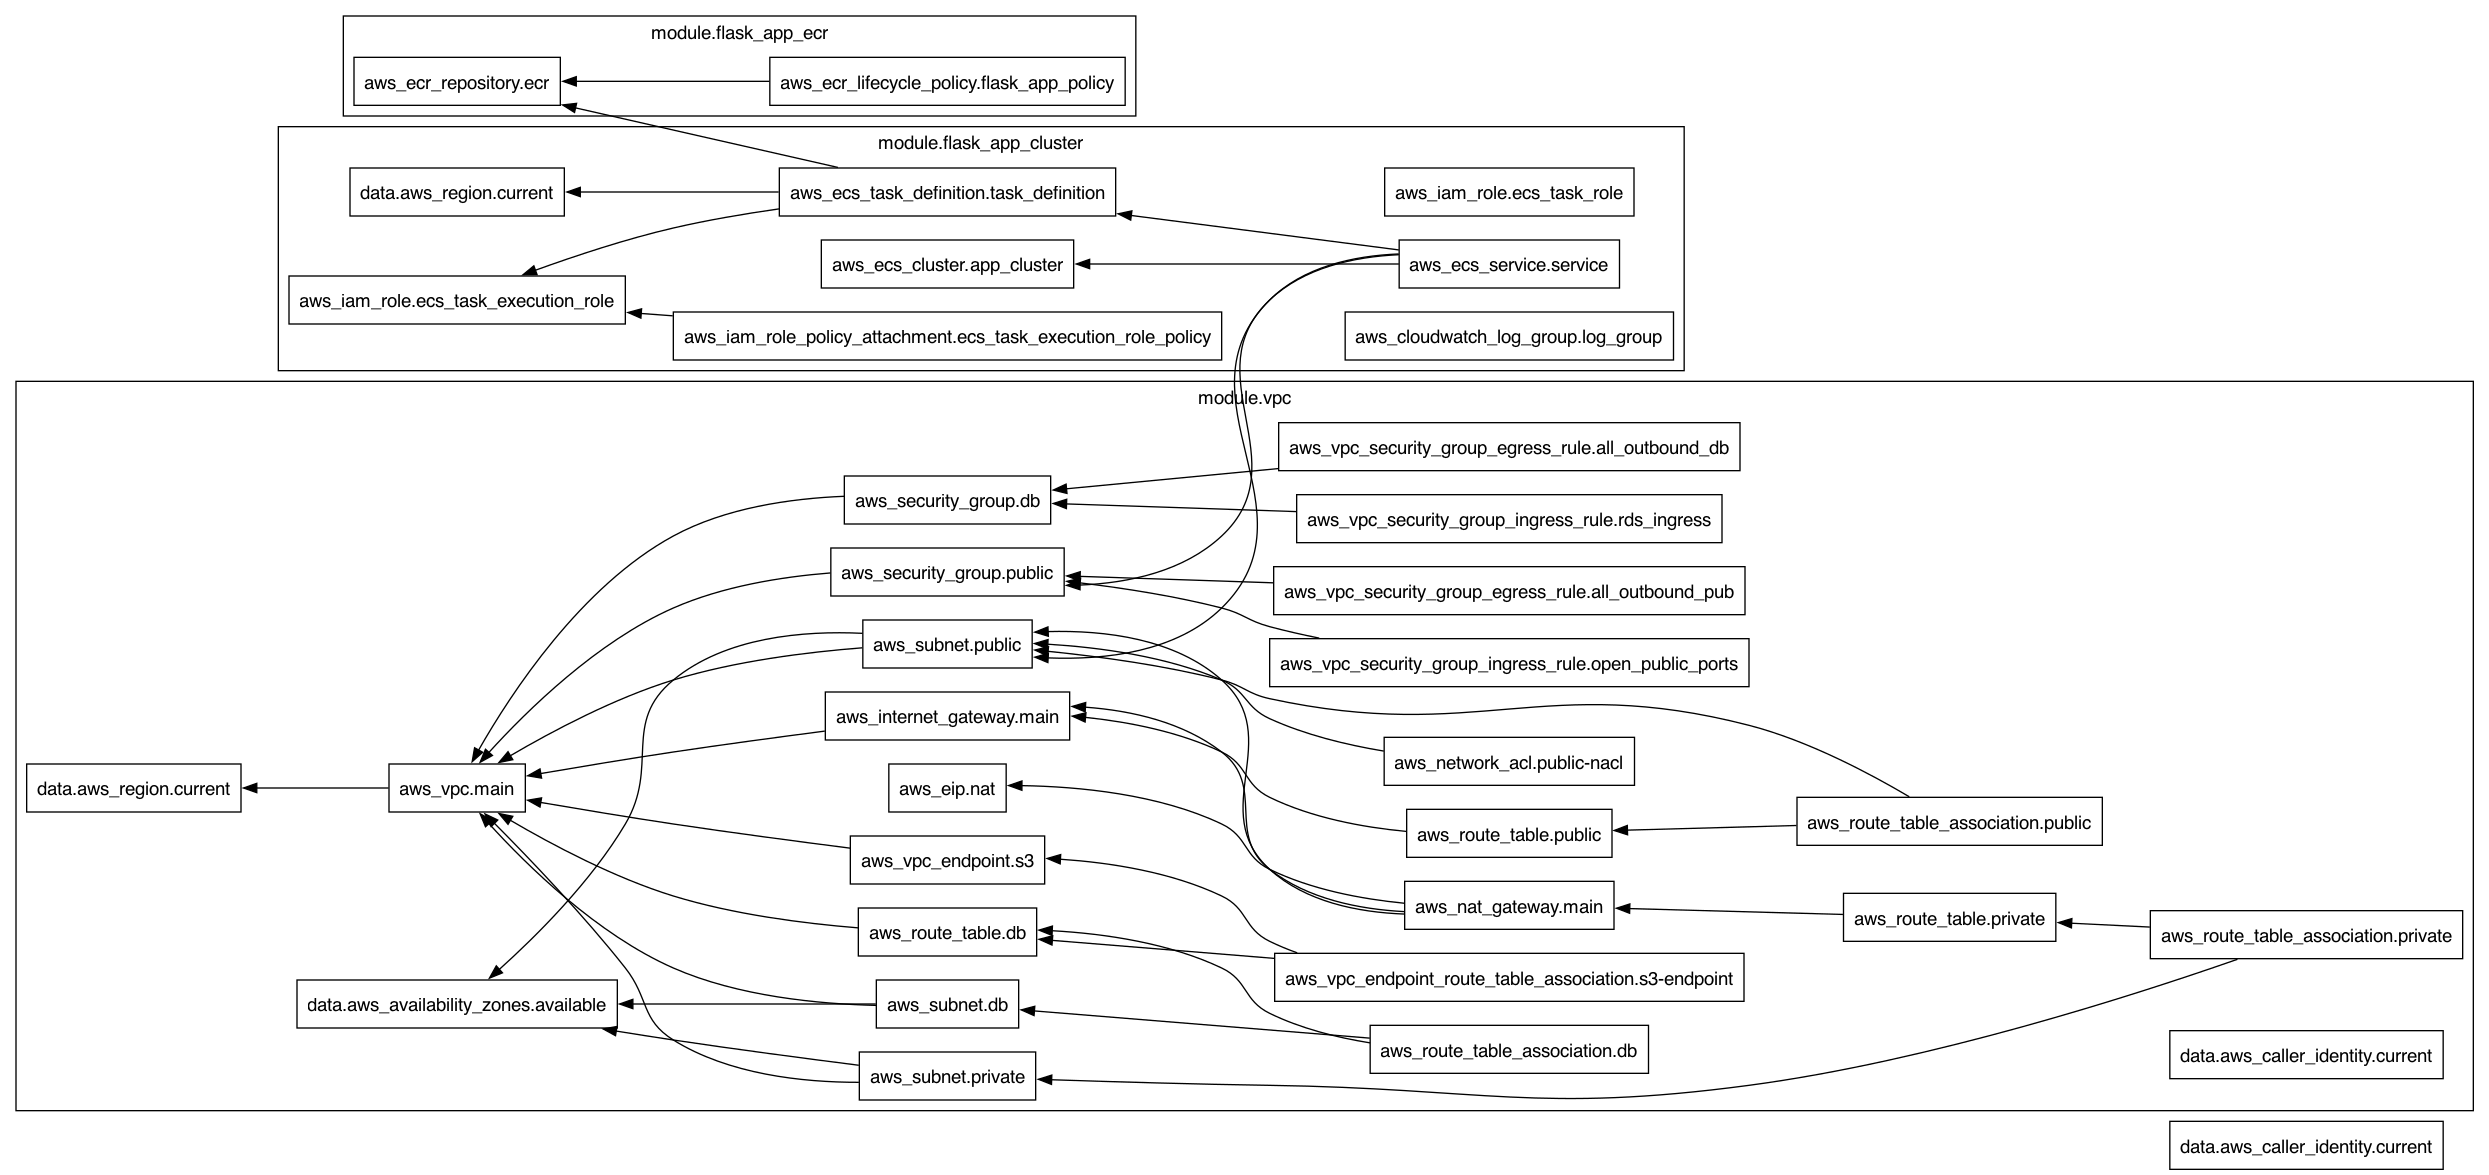 module.flask_app_ecr
aws_ecr_repository.ecr
aws_ecr_lifecycle_policy.flask_app_policy
module.flask_app_cluster
data.aws_region.current
aws_ecs_task_definition.task_definition
aws_iam_role.ecs_task_role
aws_ecs_cluster.app_cluster
aws_ecs_service.service
aws_iam_role.ecs_task_execution_role
aws_iam_role_policy_attachment.ecs_task_execution_role_policy
aws_cloudwatch_log_group.log_group
module.vpc
aws_vpc_security_group_egress_rule.all_outbound_db
aws_security_group.db
aws_vpc_security_group_ingress_rule.rds_ingress
aws_security_group.public
aws_vpc_security_group_egress_rule.all_outbound_pub
aws_subnet.public
aws_vpc_security_group_ingress_rule.open_public_ports
aws_internet_gateway.main
aws_network_acl.public-nacl
data.aws_region.current
aws_vpc.main
aws_eip.nat
aws_route_table.public
aws_route_table_association.public
aws_vpc_endpoint.s3
aws_nat_gateway.main
aws_route_table.private
aws_route_table.db
aws_route_table_association.private
aws_vpc_endpoint_route_table_association.s3-endpoint
data.aws_availability_zones.available
aws_subnet.db
aws_route_table_association.db
data.aws_caller_identity.current
aws_subnet.private
data.aws_caller_identity.current